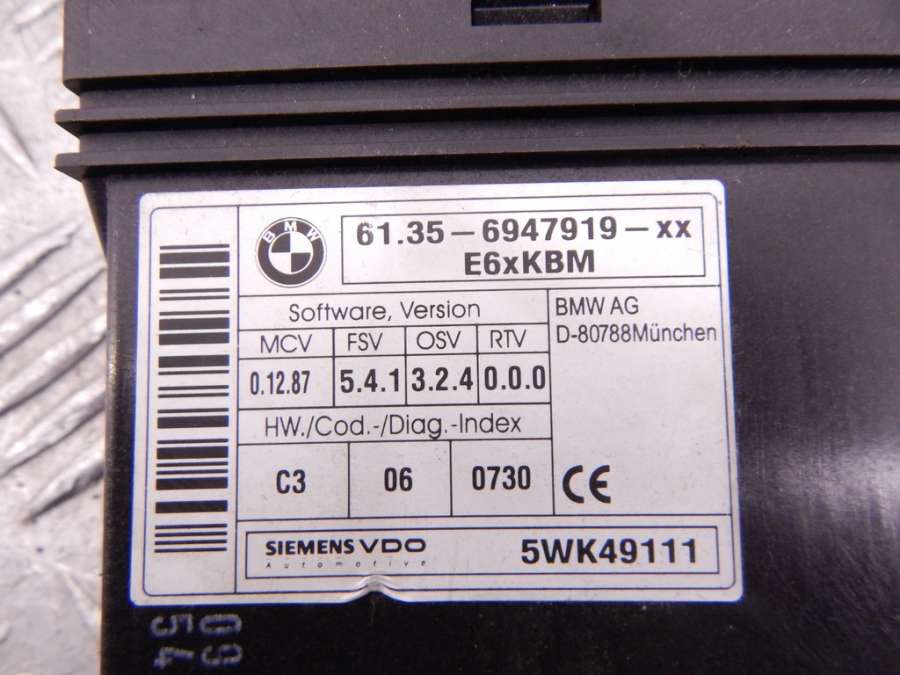 BMW
61.35-6947919-xx
E6xKBM
Software, Version
MCV FSV OSV RTV
0.12.87 5.4.1 3.2.4 0.0.0
HW./Cod.-/Diag.-Index
C3 06 0730
BMW AG
D-80788München
CE
SIEMENS VDO
Automotive
5WK49111